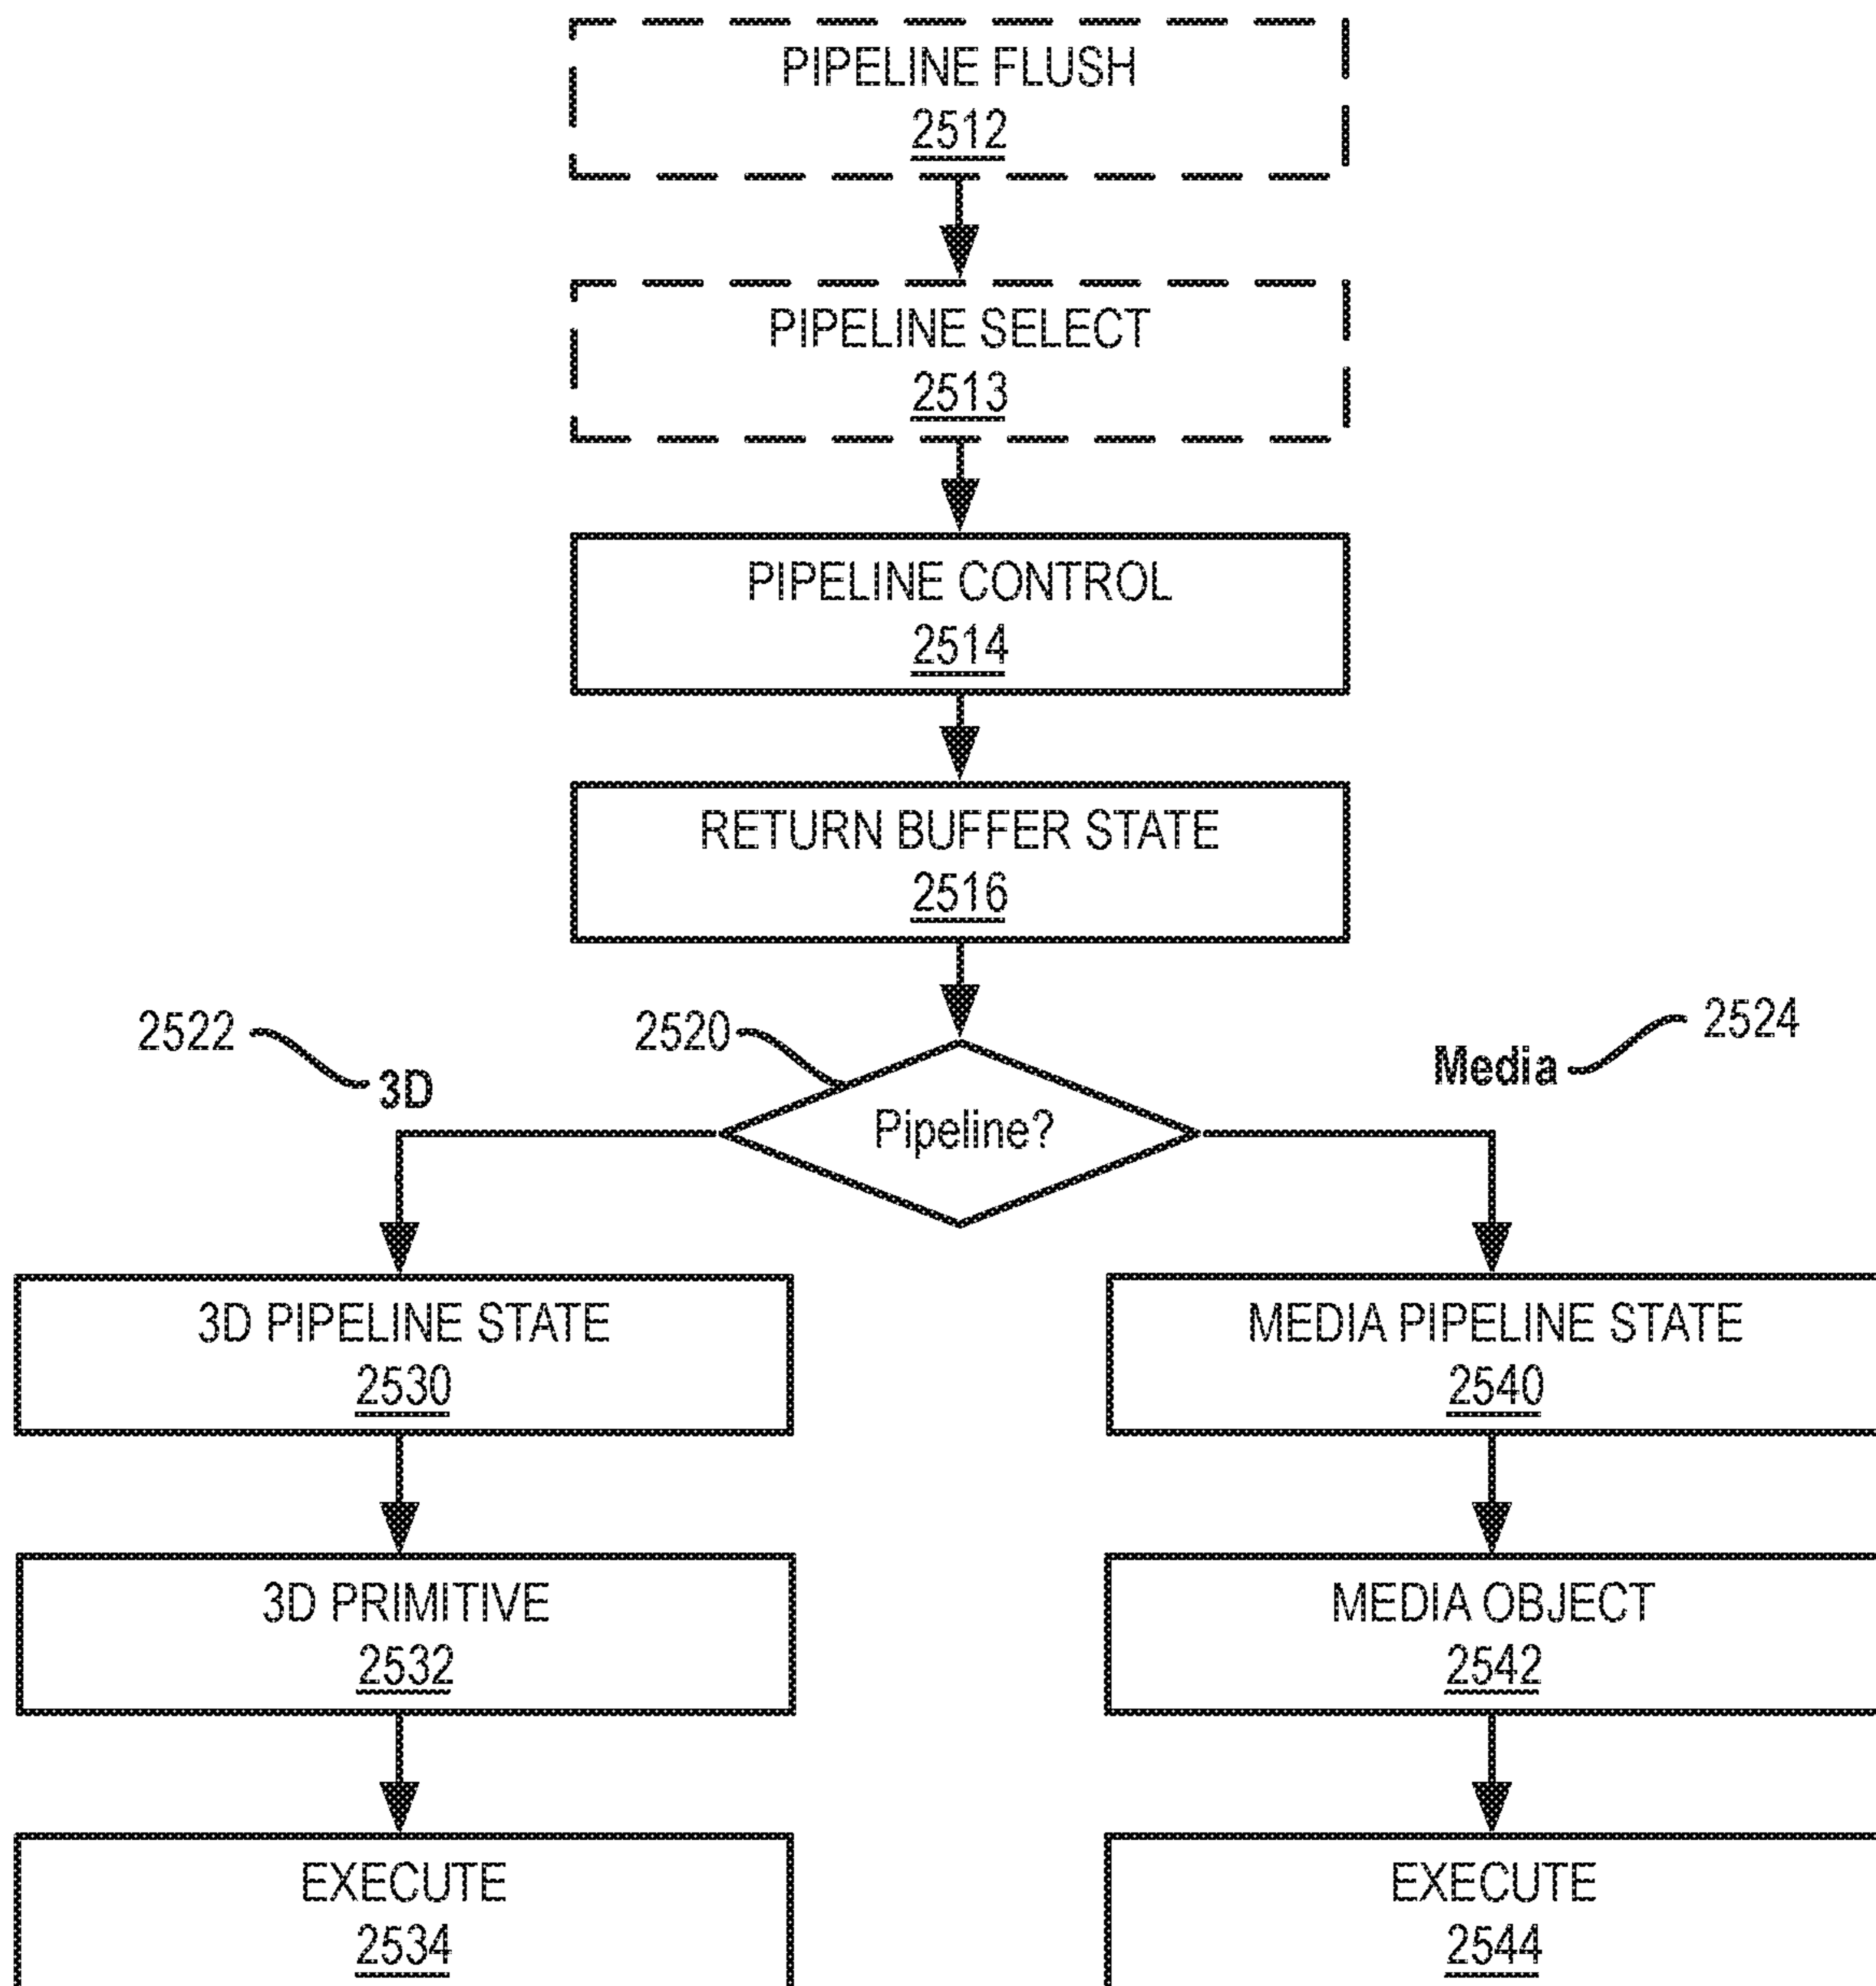 PIPELINE FLUSH
2512
PIPELINE SELECT
2513
PIPELINE CONTROL
2514
RETURN BUFFER STATE
2516
2522
3D
2520
Pipeline?
Media
2524
3D PIPELINE STATE
2530
MEDIA PIPELINE STATE
2540
3D PRIMITIVE
2532
MEDIA OBJECT
2542
EXECUTE
2534
EXECUTE
2544